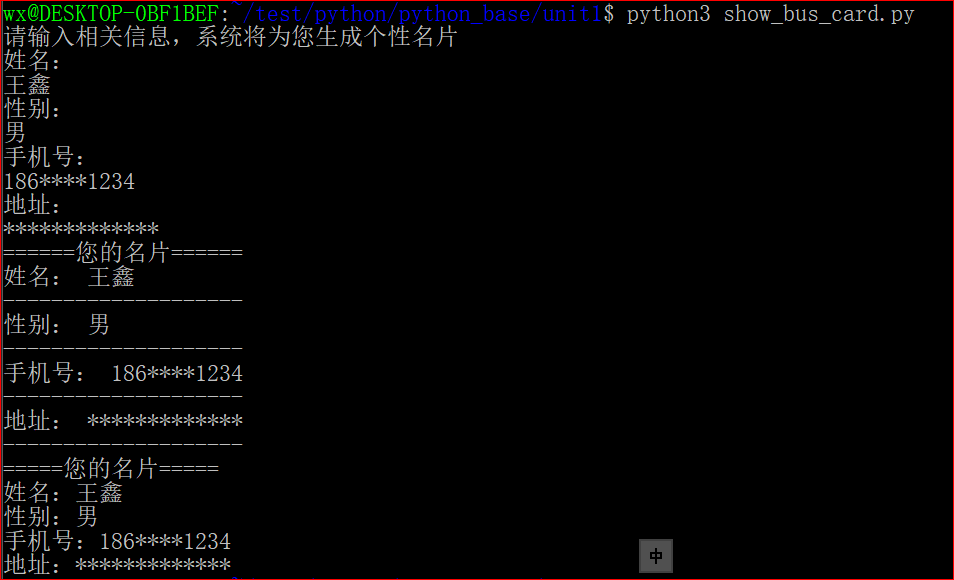 wx@DESKTOP-OBF1BEF:~/test/python/python_base/unit1$ python3 show_bus_card.py
请输入相关信息，系统将为您生成个性名片
姓名：
王鑫
性别：
男
手机号：
186****1234
地址：
*************
======您的名片======
姓名： 王鑫
--------------------
性别： 男
--------------------
手机号： 186****1234
--------------------
地址： *************
--------------------
=====您的名片=====
姓名：王鑫
性别：男
手机号：186****1234
地址：*************
中